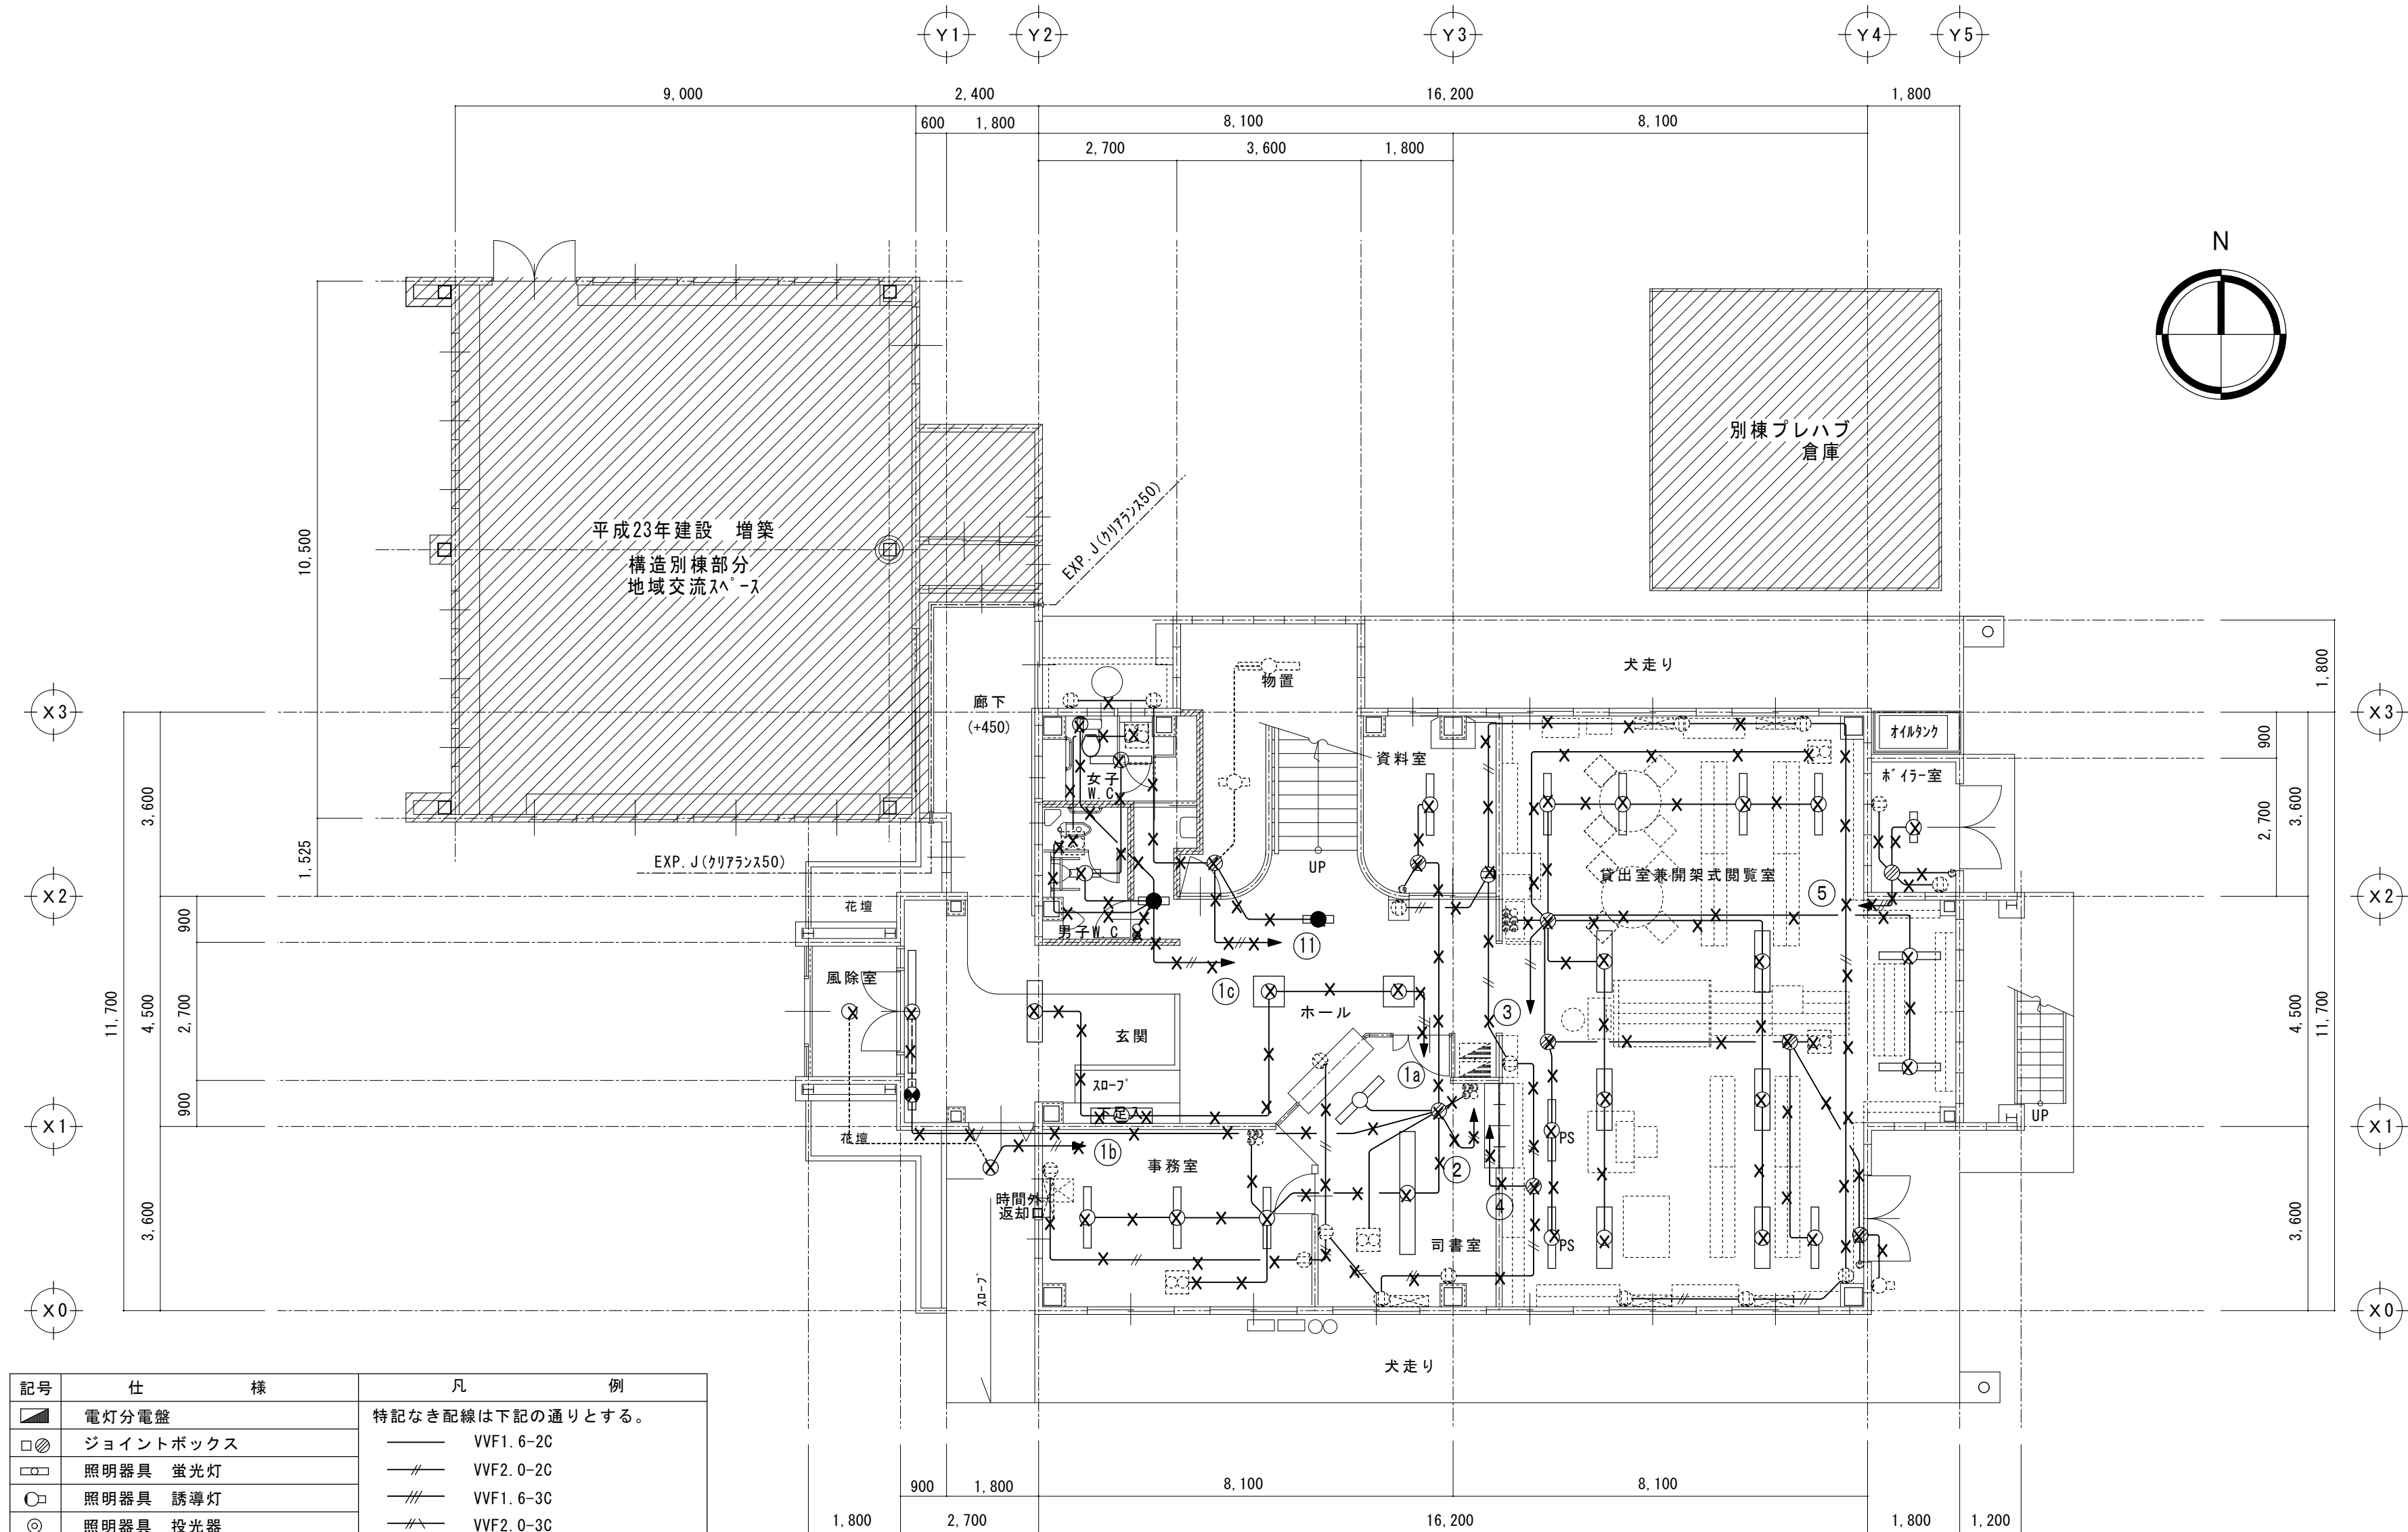 Y1 Y2 Y3 Y4 Y5
9,000 2,400 16,200 1,800
600 1,800 8,100 8,100
2,700 3,600 1,800
N
別棟プレハブ
倉庫
EXP.J(クリアランス50)
平成23年建設 増築
構造別棟部分
地域交流スペース
10,500
1,525
犬走り
1,800
物置
廊下
(+450)
X3
X3
オイルタンク
900
資料室
ボイラー室
女子
W.C
3,600
2,700
3,600
EXP.J(クリアランス50)
UP
貸出室兼開架式閲覧室
⑤
X2
X2
花壇
900
男子W.C
⑪
風除室
①c
ホール
③
11,700
4,500
2,700
4,500
11,700
玄関
①a
スロープ
下足入
900
UP
X1
X1
花壇
①b
PS
事務室
②
時間外
返却口
④
3,600
3,600
司書室
PS
スロープ
X0
X0
犬走り
記号 仕様 凡例
電灯分電盤
特記なき配線は下記の通りとする。
ジョイントボックス
VVF1.6-2C
照明器具 蛍光灯
VVF2.0-2C
照明器具 誘導灯
VVF1.6-3C
照明器具 投光器
VVF2.0-3C
900 1,800 8,100 8,100
1,800 2,700 16,200 1,800 1,200